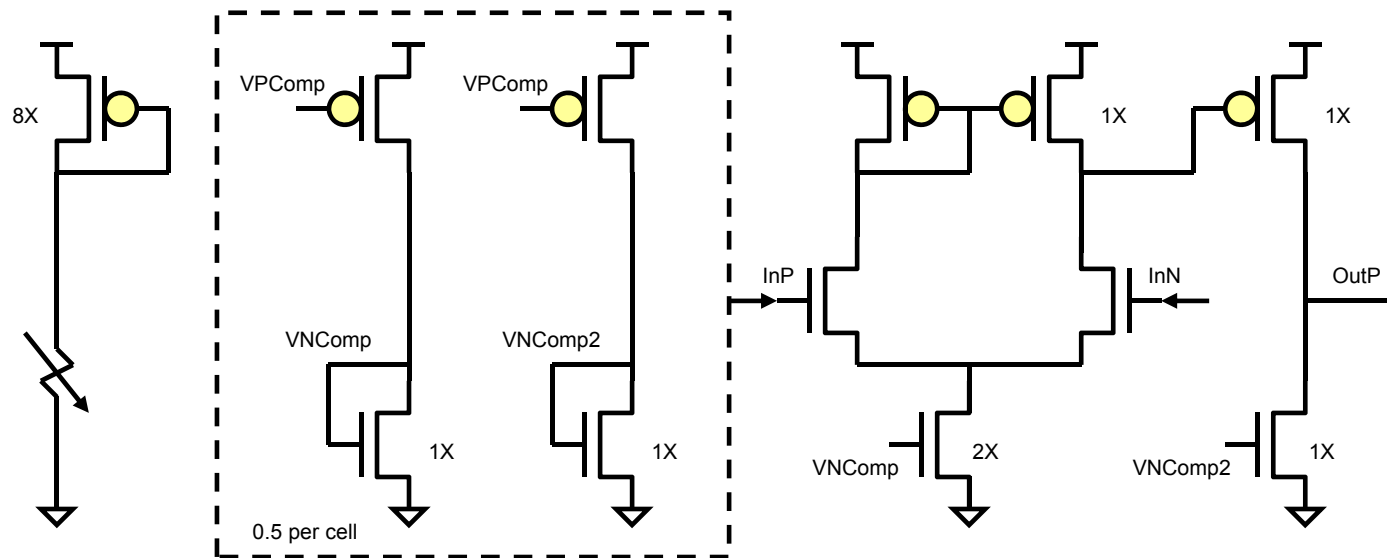 8X
VPComp
VPComp
VNComp
VNComp2
1X
1X
0.5 per cell
1X
1X
InP
InN
OutP
VNComp
2X
VNComp2
1X